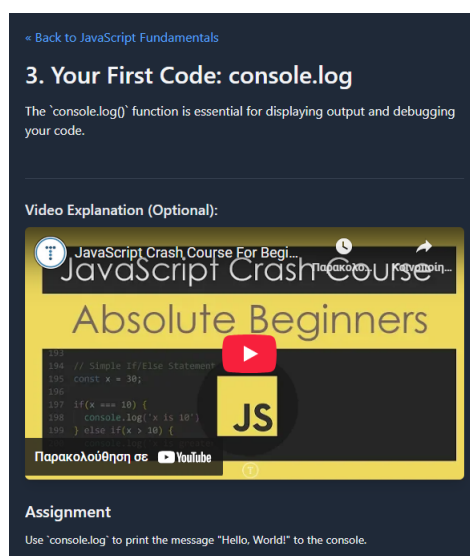 « Back to JavaScript Fundamentals
3. Your First Code: console.log
The `console.log()` function is essential for displaying output and debugging
your code.
Video Explanation (Optional):
JavaScript Crash Course For Begi...
Παρακολο...
Κοινοποίη...
JavaScript Crash Course
Absolute Beginners
193
194 // Simple If/Else Statement
195 const x = 30;
196
197 if(x === 10) {
198 console.log('x is 10')
199 } else if(x > 10) {
JS
Παρακολούθηση σε YouTube
Assignment
Use `console.log` to print the message "Hello, World!" to the console.